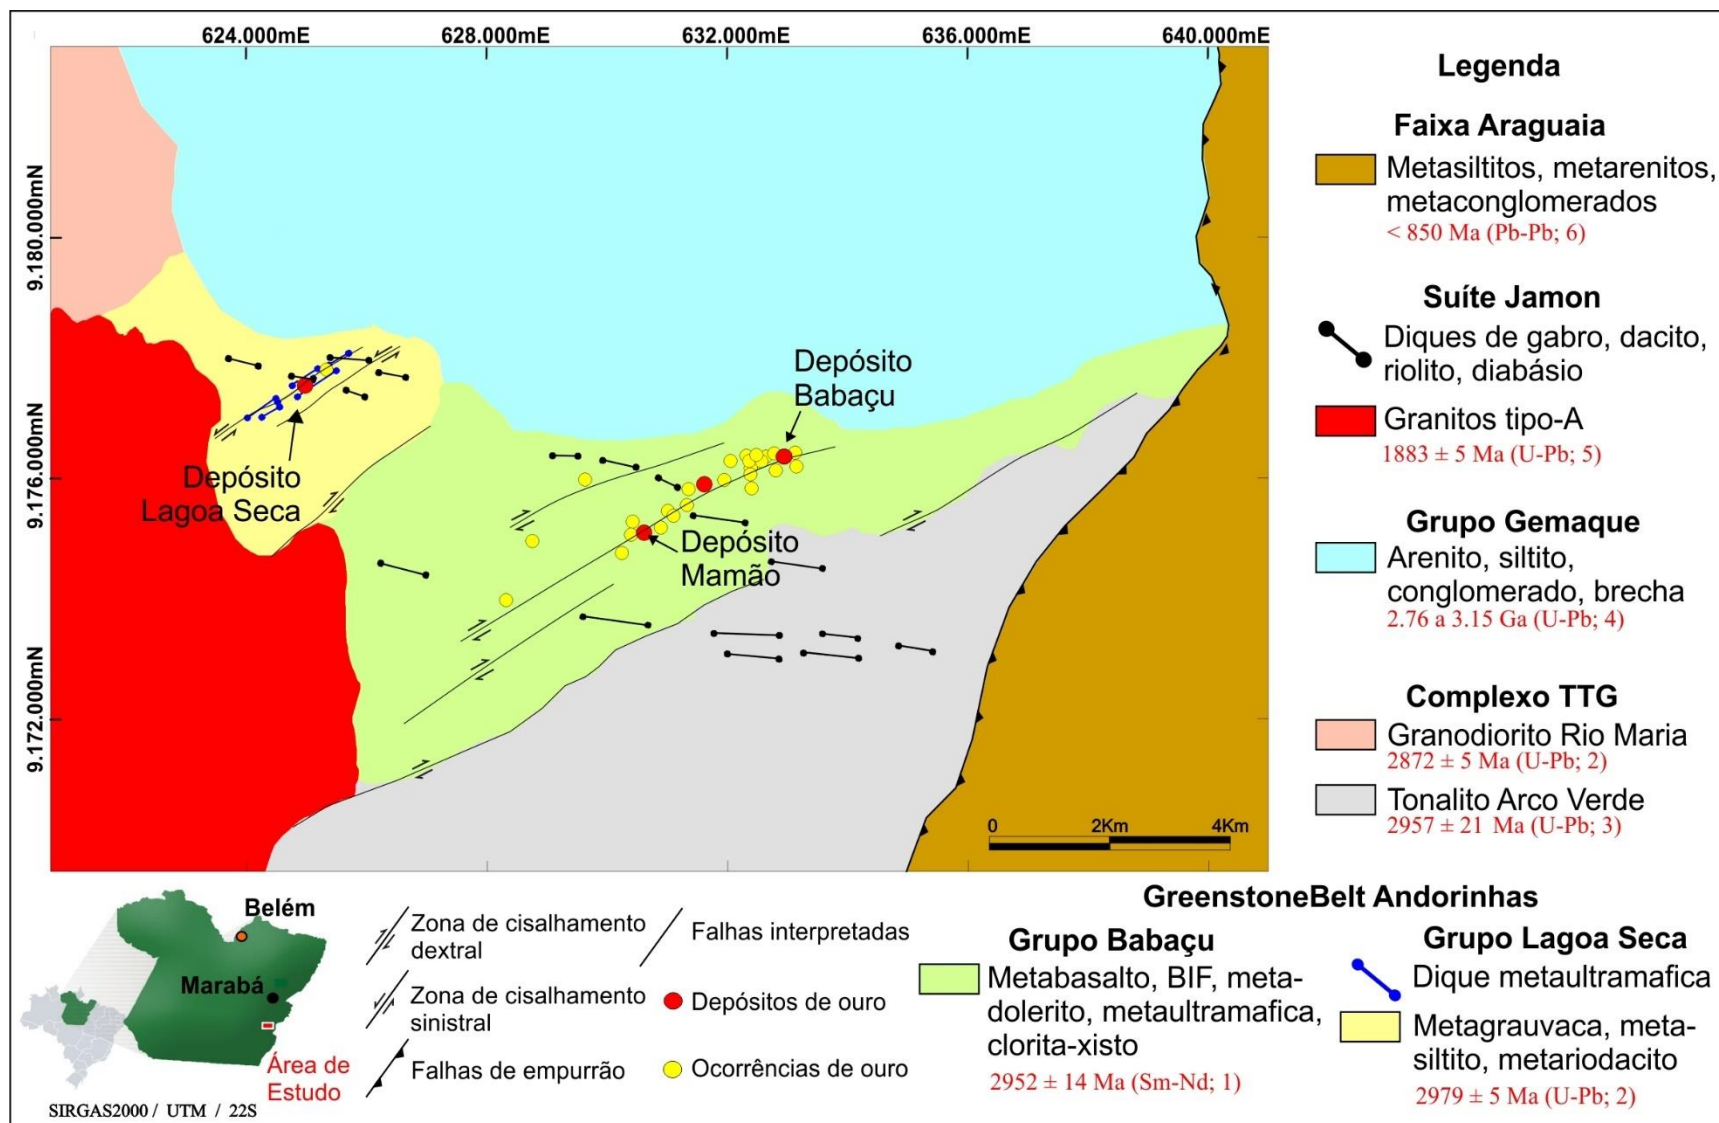 624.000mE
628.000mE
632.000mE
636.000mE
640.000mE
9.180.000mN
9.176.000mN
9.172.000mN
Depósito
Babaçu
Depósito
Lagoa Seca
Depósito
Mamão
0
2Km
4Km
Legenda
Faixa Araguaia
Metasiltitos, metarenitos,
metaconglomerados
< 850 Ma (Pb-Pb; 6)
Suíte Jamon
Diques de gabro, dacito,
riolito, diabásio
Granitos tipo-A
1883 ± 5 Ma (U-Pb; 5)
Grupo Gemaque
Arenito, siltito,
conglomerado, brecha
2.76 a 3.15 Ga (U-Pb; 4)
Complexo TTG
Granodiorito Rio Maria
2872 ± 5 Ma (U-Pb; 2)
Tonalito Arco Verde
2957 ± 21 Ma (U-Pb; 3)
GreenstoneBelt Andorinhas
Grupo Babaçu
Metabasalto, BIF, meta-
dolerito, metaultramafica,
clorita-xisto
2952 ± 14 Ma (Sm-Nd; 1)
Grupo Lagoa Seca
Dique metaultramafica
Metagrauvaca, meta-
siltito, metariodacito
2979 ± 5 Ma (U-Pb; 2)
Belém
Marabá
Área de
Estudo
SIRGAS2000 / UTM / 22S
Zona de cisalhamento
dextral
Zona de cisalhamento
sinistral
Falhas de empurrão
Falhas interpretadas
Depósitos de ouro
Ocorrências de ouro